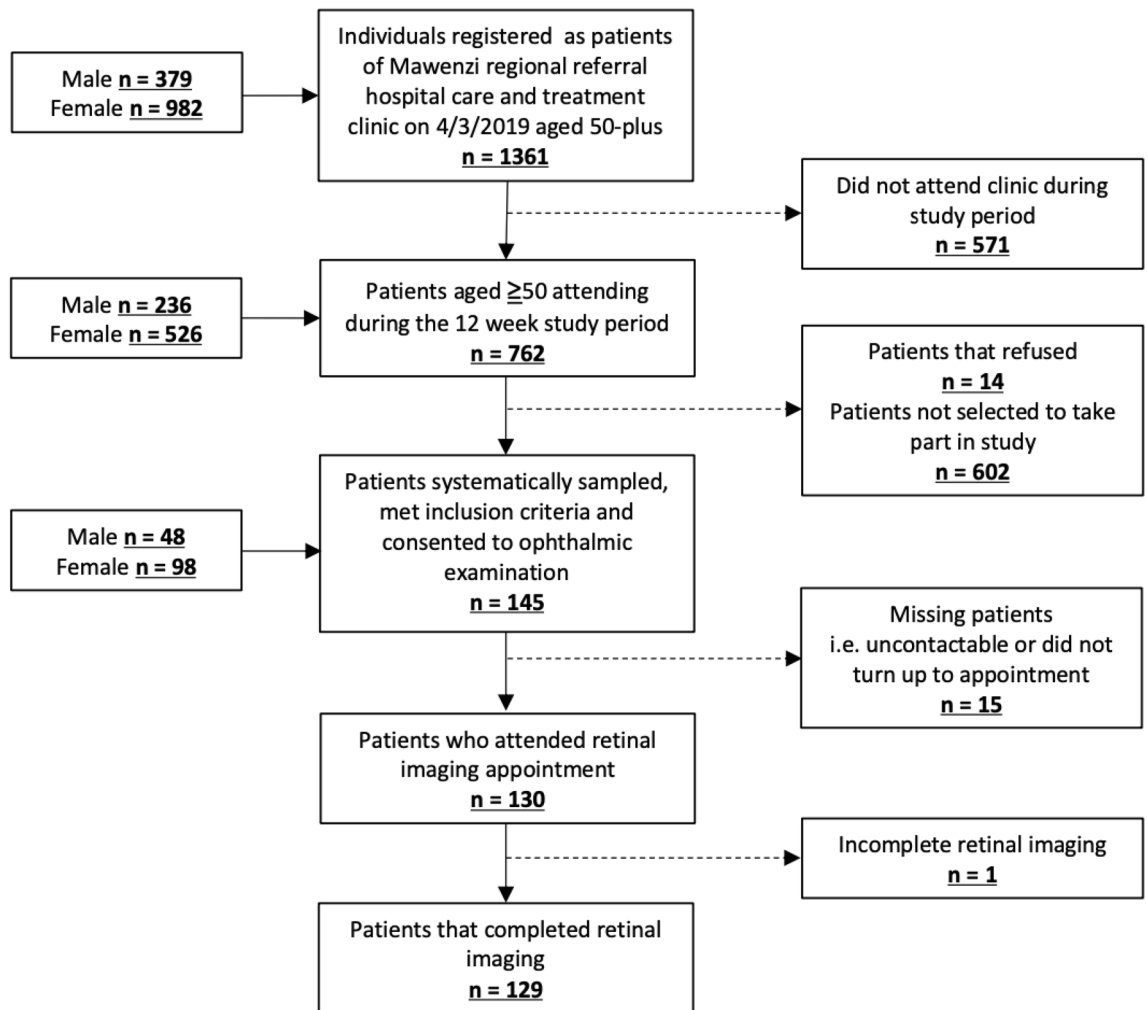 Male n = 379
Female n = 982
Individuals registered as patients
of Mawenzi regional referral
hospital care and treatment
clinic on 4/3/2019 aged 50-plus
n = 1361
Did not attend clinic during
study period
n = 571
Male n = 236
Female n = 526
Patients aged ≥50 attending
during the 12 week study period
n = 762
Patients that refused
n = 14
Patients not selected to take
part in study
n = 602
Male n = 48
Female n = 98
Patients systematically sampled,
met inclusion criteria and
consented to ophthalmic
examination
n = 145
Missing patients
i.e. uncontactable or did not
turn up to appointment
n = 15
Patients who attended retinal
imaging appointment
n = 130
Incomplete retinal imaging
n = 1
Patients that completed retinal
imaging
n = 129